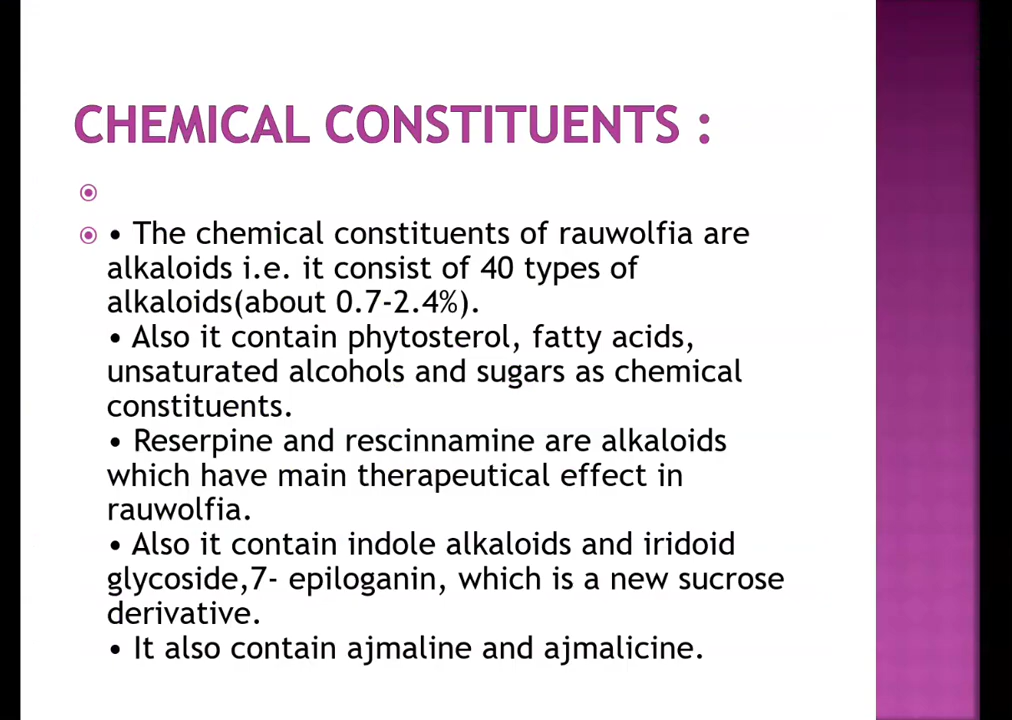 CHEMICAL CONSTITUENTS :
• The chemical constituents of rauwolfia are
alkaloids i.e. it consist of 40 types of
alkaloids(about 0.7-2.4%).
• Also it contain phytosterol, fatty acids,
unsaturated alcohols and sugars as chemical
constituents.
• Reserpine and rescinnamine are alkaloids
which have main therapeutical effect in
rauwolfia.
• Also it contain indole alkaloids and iridoid
glycoside,7- epiloganin, which is a new sucrose
derivative.
• It also contain ajmaline and ajmalicine.